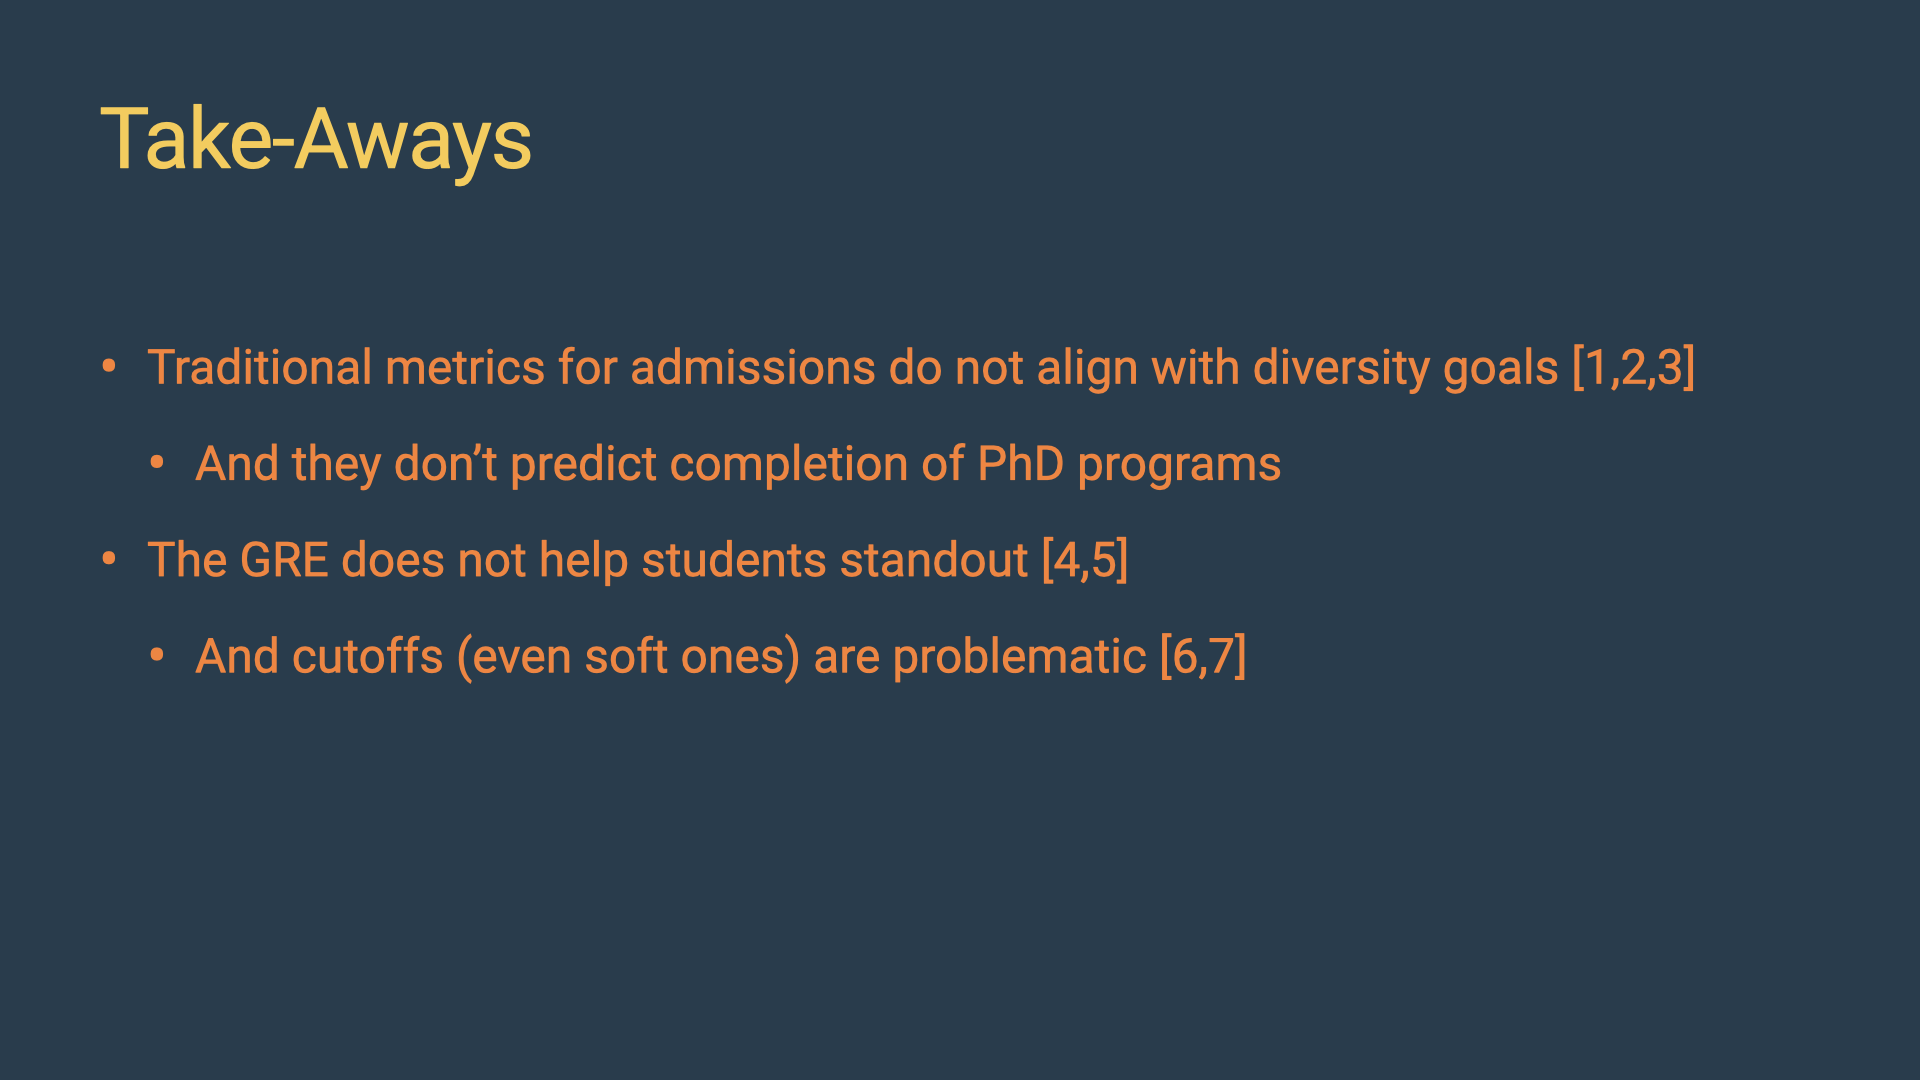 Take-Aways
• Traditional metrics for admissions do not align with diversity goals [1,2,3]
• And they don’t predict completion of PhD programs
• The GRE does not help students standout [4,5]
• And cutoffs (even soft ones) are problematic [6,7]